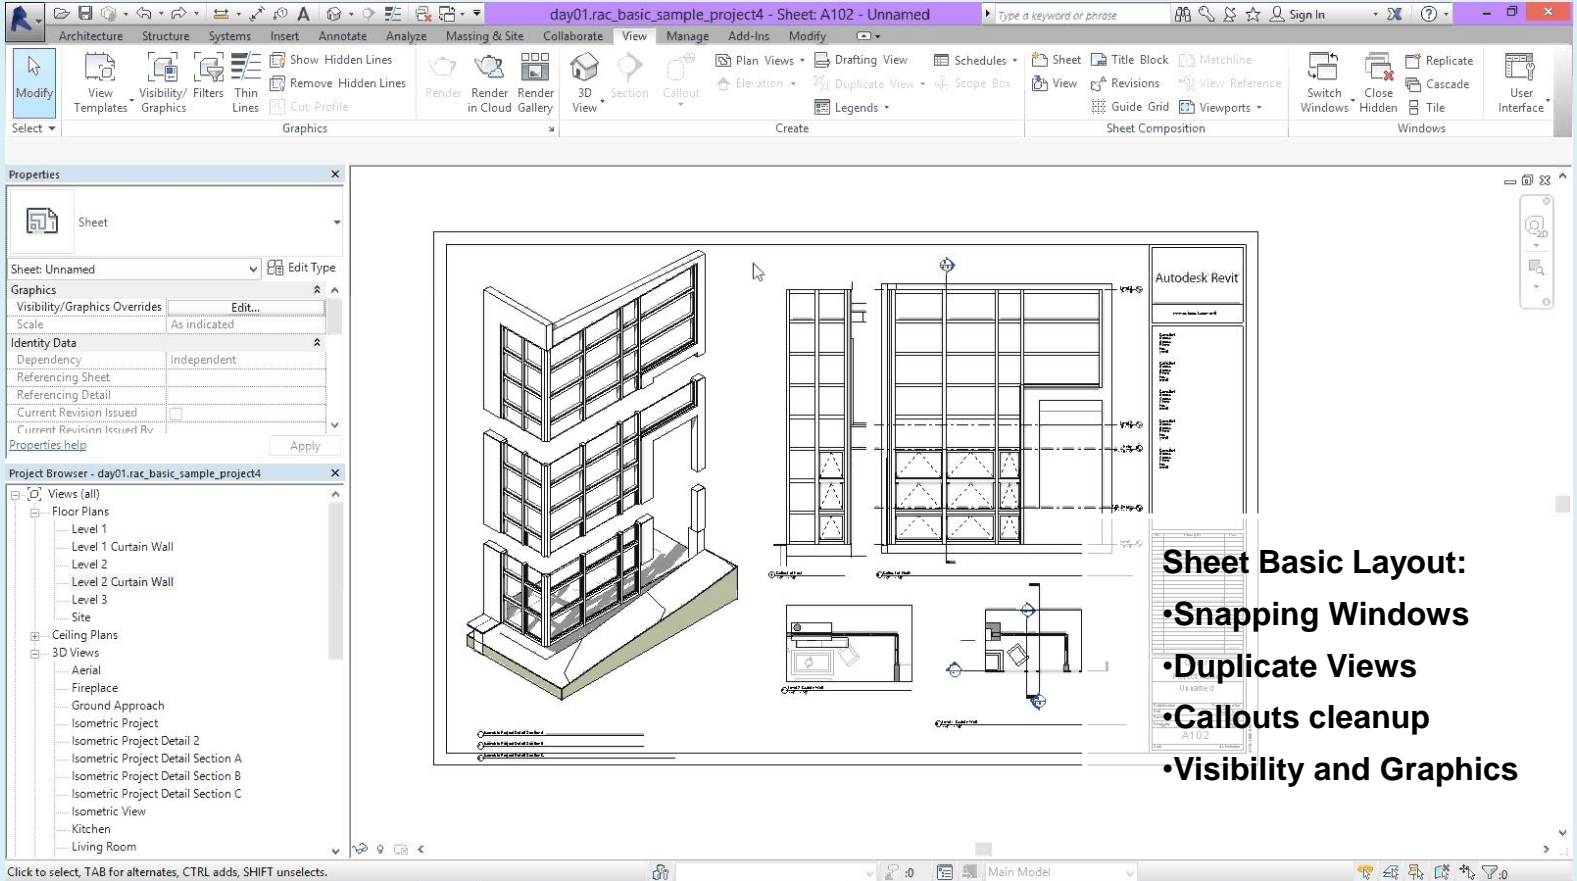 day01.rac_basic_sample_project4 - Sheet: A102 - Unnamed
Type a keyword or phrase
Sign In
Architecture Structure Systems Insert Annotate Analyze Massing & Site Collaborate View Manage Add-Ins Modify
Modify
View Templates
Visibility/ Graphics
Filters
Thin Lines
Show Hidden Lines
Remove Hidden Lines
Cut Profile
Render
Render in Cloud
Render Gallery
3D View
Section
Callout
Plan Views
Elevation
Drafting View
Duplicate View
Legends
Schedules
Scope Box
Sheet
View
Title Block
Revisions
Guide Grid
Matchline
View Reference
Viewports
Switch Windows
Close Hidden
Replicate
Cascade
Tile
User Interface
Select
Graphics
Create
Sheet Composition
Windows
Properties
Sheet
Sheet: Unnamed
Edit Type
Graphics
Visibility/Graphics Overrides Edit...
Scale As indicated
Identity Data
Dependency Independent
Referencing Sheet
Referencing Detail
Current Revision Issued
Current Revision Issued By
Properties help
Apply
Project Browser - day01.rac_basic_sample_project4
Views (all)
Floor Plans
Level 1
Level 1 Curtain Wall
Level 2
Level 2 Curtain Wall
Level 3
Site
Ceiling Plans
3D Views
Aerial
Fireplace
Ground Approach
Isometric Project
Isometric Project Detail 2
Isometric Project Detail Section A
Isometric Project Detail Section B
Isometric Project Detail Section C
Isometric View
Kitchen
Living Room
2D
Autodesk Revit
Sheet Basic Layout:
•Snapping Windows
•Duplicate Views
Unnamed
•Callouts cleanup
A102
•Visibility and Graphics
Click to select, TAB for alternates, CTRL adds, SHIFT unselects.
:0
Main Model
:0